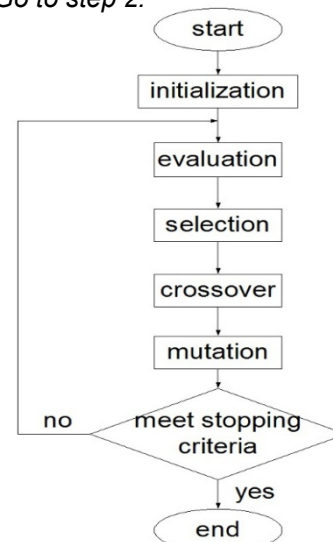 Go to step 2.
start
initialization
evaluation
selection
crossover
mutation
no
meet stopping
criteria
yes
end